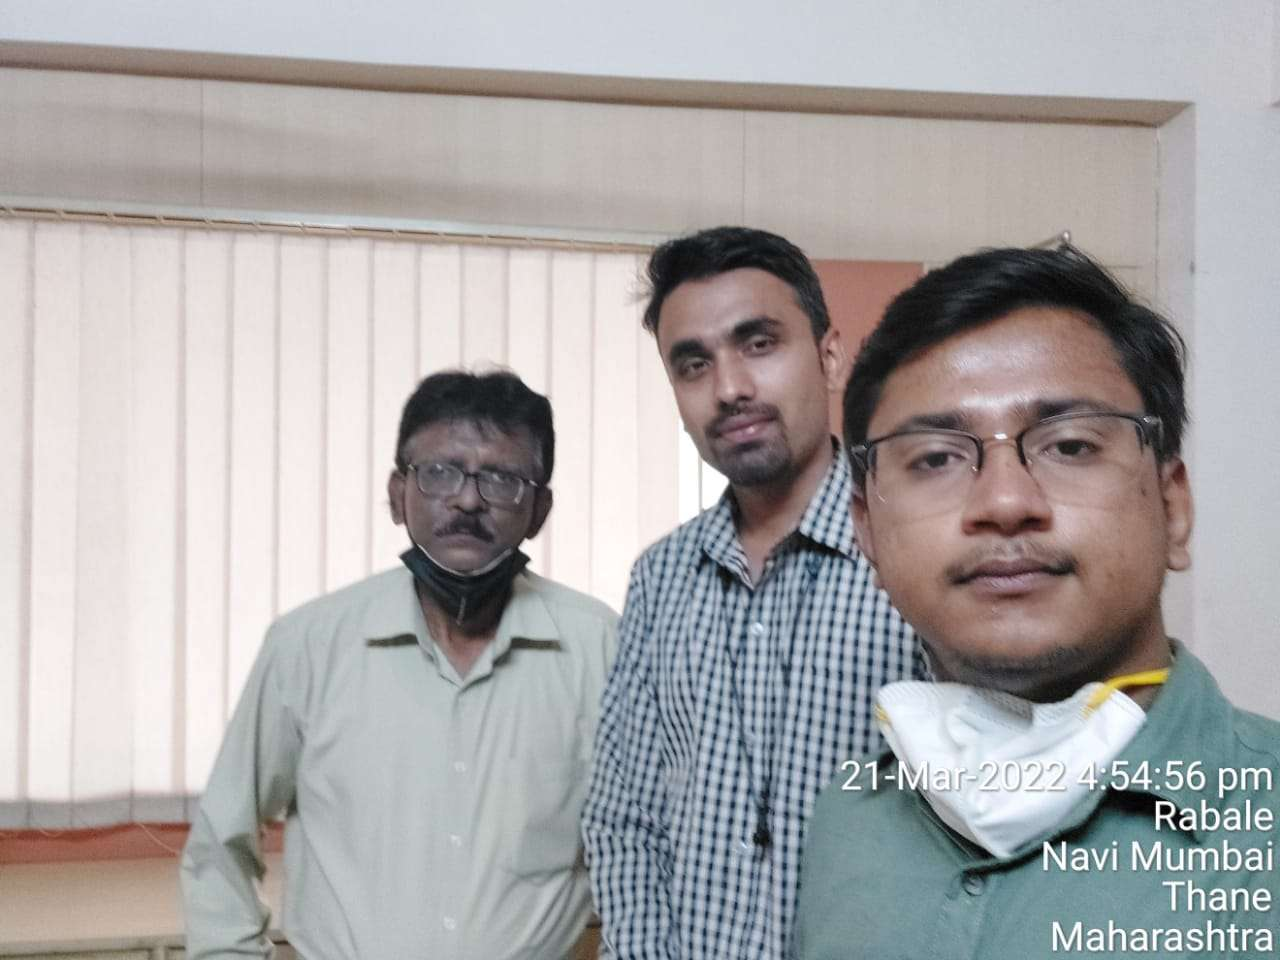 21-Mar-2022 4:54:56 pm
Rabale
Navi Mumbai
Thane
Maharashtra